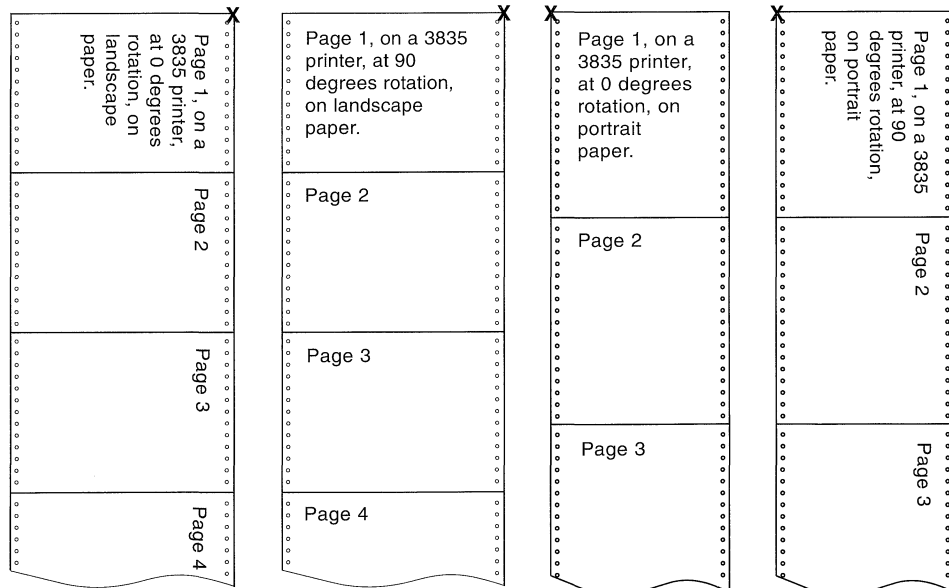 X
Page 1, on a
3835 printer,
at 0 degrees
rotation, on
landscape
paper.
Page 2
Page 3
Page 4
X
Page 1, on a 3835
printer, at 90
degrees rotation,
on landscape
paper.
Page 2
Page 3
Page 4
X
Page 1, on a
3835 printer,
at 0 degrees
rotation, on
portrait
paper.
Page 2
Page 3
X
Page 1, on a 3835
printer, at 90
degrees rotation,
on portrait
paper.
Page 2
Page 3